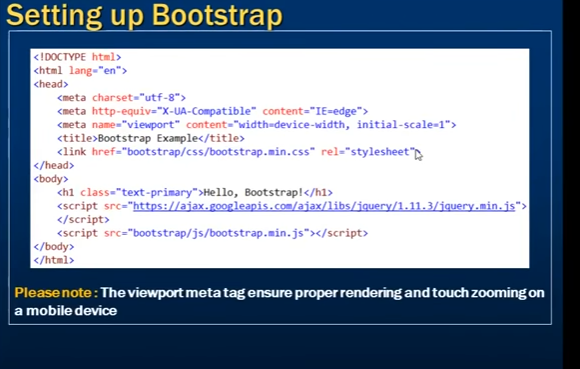 Setting up Bootstrap
<!DOCTYPE html>
<html lang="en">
<head>
<meta charset="utf-8">
<meta http-equiv="X-UA-Compatible" content="IE=edge">
<meta name="viewport" content="width=device-width, initial-scale=1">
<title>Bootstrap Example</title>
<link href="bootstrap/css/bootstrap.min.css" rel="stylesheet">
</head>
<body>
<h1 class="text-primary">Hello, Bootstrap!</h1>
<script src="https://ajax.googleapis.com/ajax/libs/jquery/1.11.3/jquery.min.js">
</script>
<script src="bootstrap/js/bootstrap.min.js"></script>
</body>
</html>
Please note : The viewport meta tag ensure proper rendering and touch zooming on
a mobile device